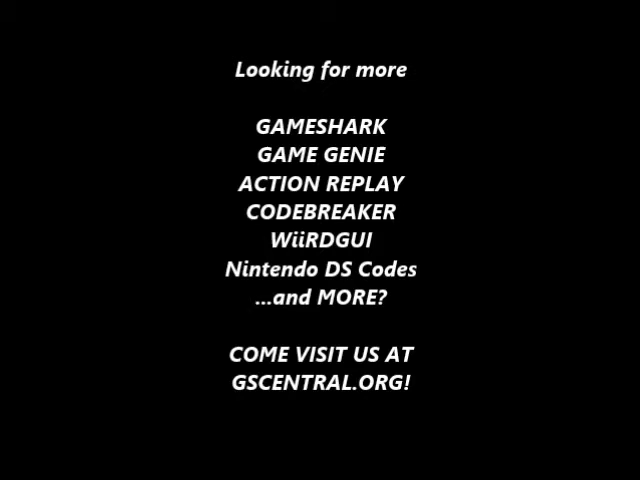 Looking for more
GAMESHARK
GAME GENIE
ACTION REPLAY
CODEBREAKER
WiiRDGUI
Nintendo DS Codes
...and MORE?
COME VISIT US AT
GSCENTRAL.ORG!